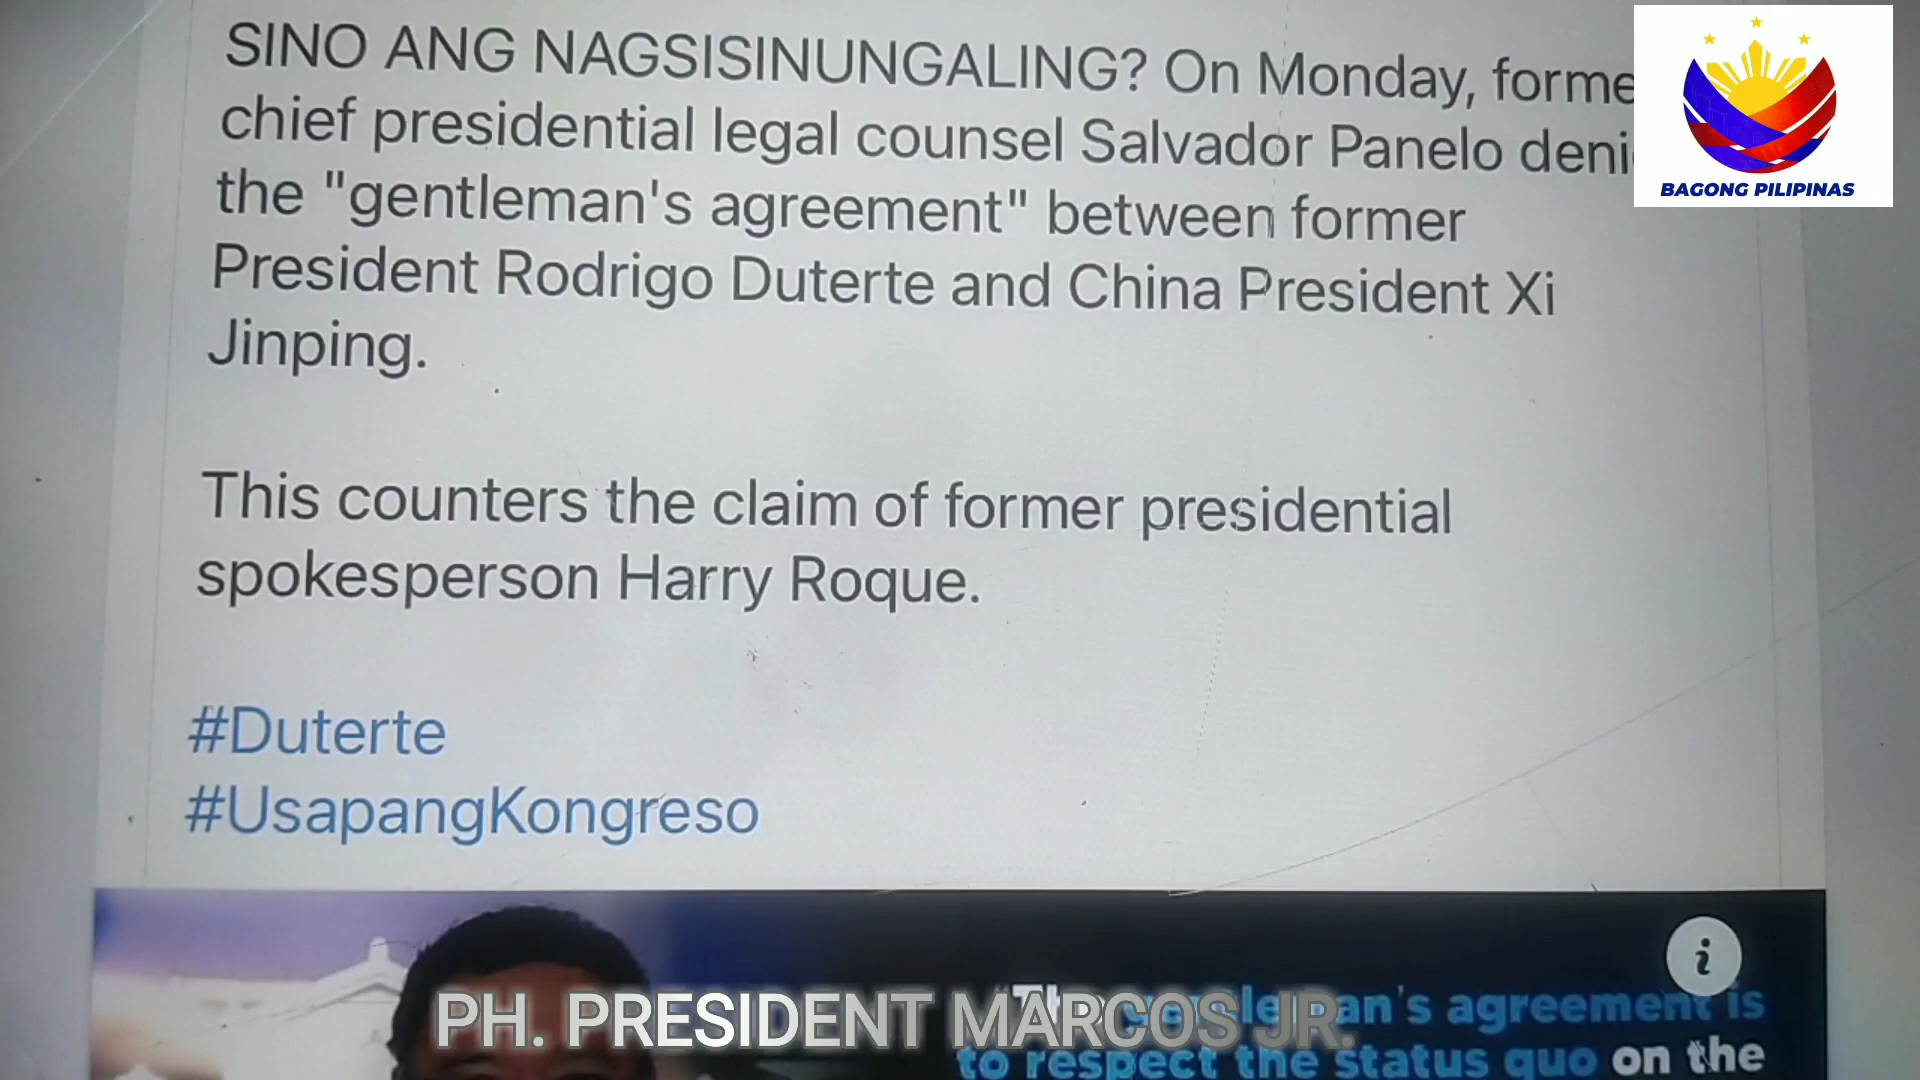 SINO ANG NAGSISINUNGALING? On Monday, forme
chief presidential legal counsel Salvador Panelo deni
the "gentleman's agreement" between former
President Rodrigo Duterte and China President Xi
Jinping.
This counters the claim of former presidential
spokesperson Harry Roque.
#Duterte
#UsapangKongreso
BAGONG PILIPINAS
i
gentleman's agreement is
to respect the status quo on the
PH. PRESIDENT MARCOS JR.